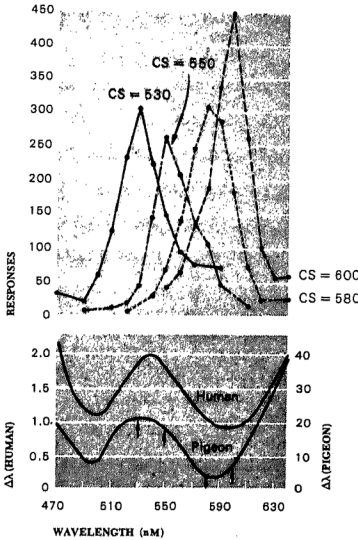 450
400
350
300
250
200
150
100
50
0
RESPONSES
CS = 550
CS = 530
CS = 600
CS = 580
2.0
1.5
1.0
0.5
0
Δλ (HUMAN)
Human
Pigeon
40
30
20
10
0
Δλ (PIGEON)
470 510 550 590 630
WAVELENGTH (nM)